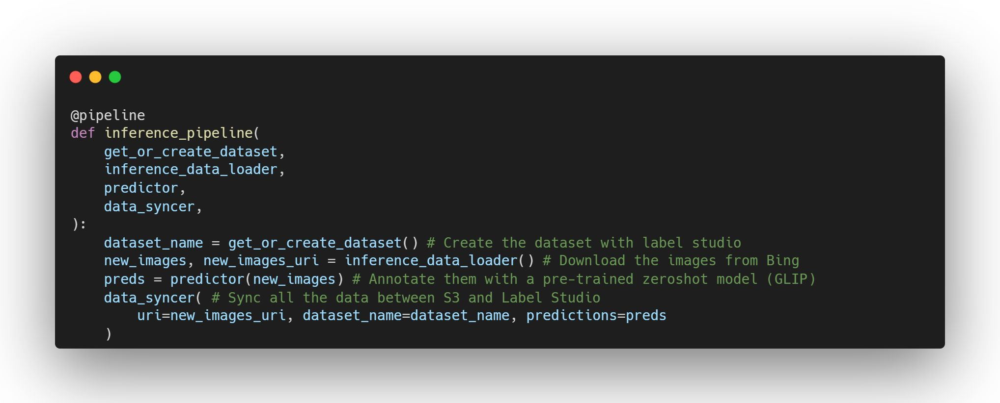 @pipeline
def inference_pipeline(
    get_or_create_dataset,
    inference_data_loader,
    predictor,
    data_syncer,
):
    dataset_name = get_or_create_dataset() # Create the dataset with label studio
    new_images, new_images_uri = inference_data_loader() # Download the images from Bing
    preds = predictor(new_images) # Annotate them with a pre-trained zeroshot model (GLIP)
    data_syncer( # Sync all the data between S3 and Label Studio
        uri=new_images_uri, dataset_name=dataset_name, predictions=preds
    )